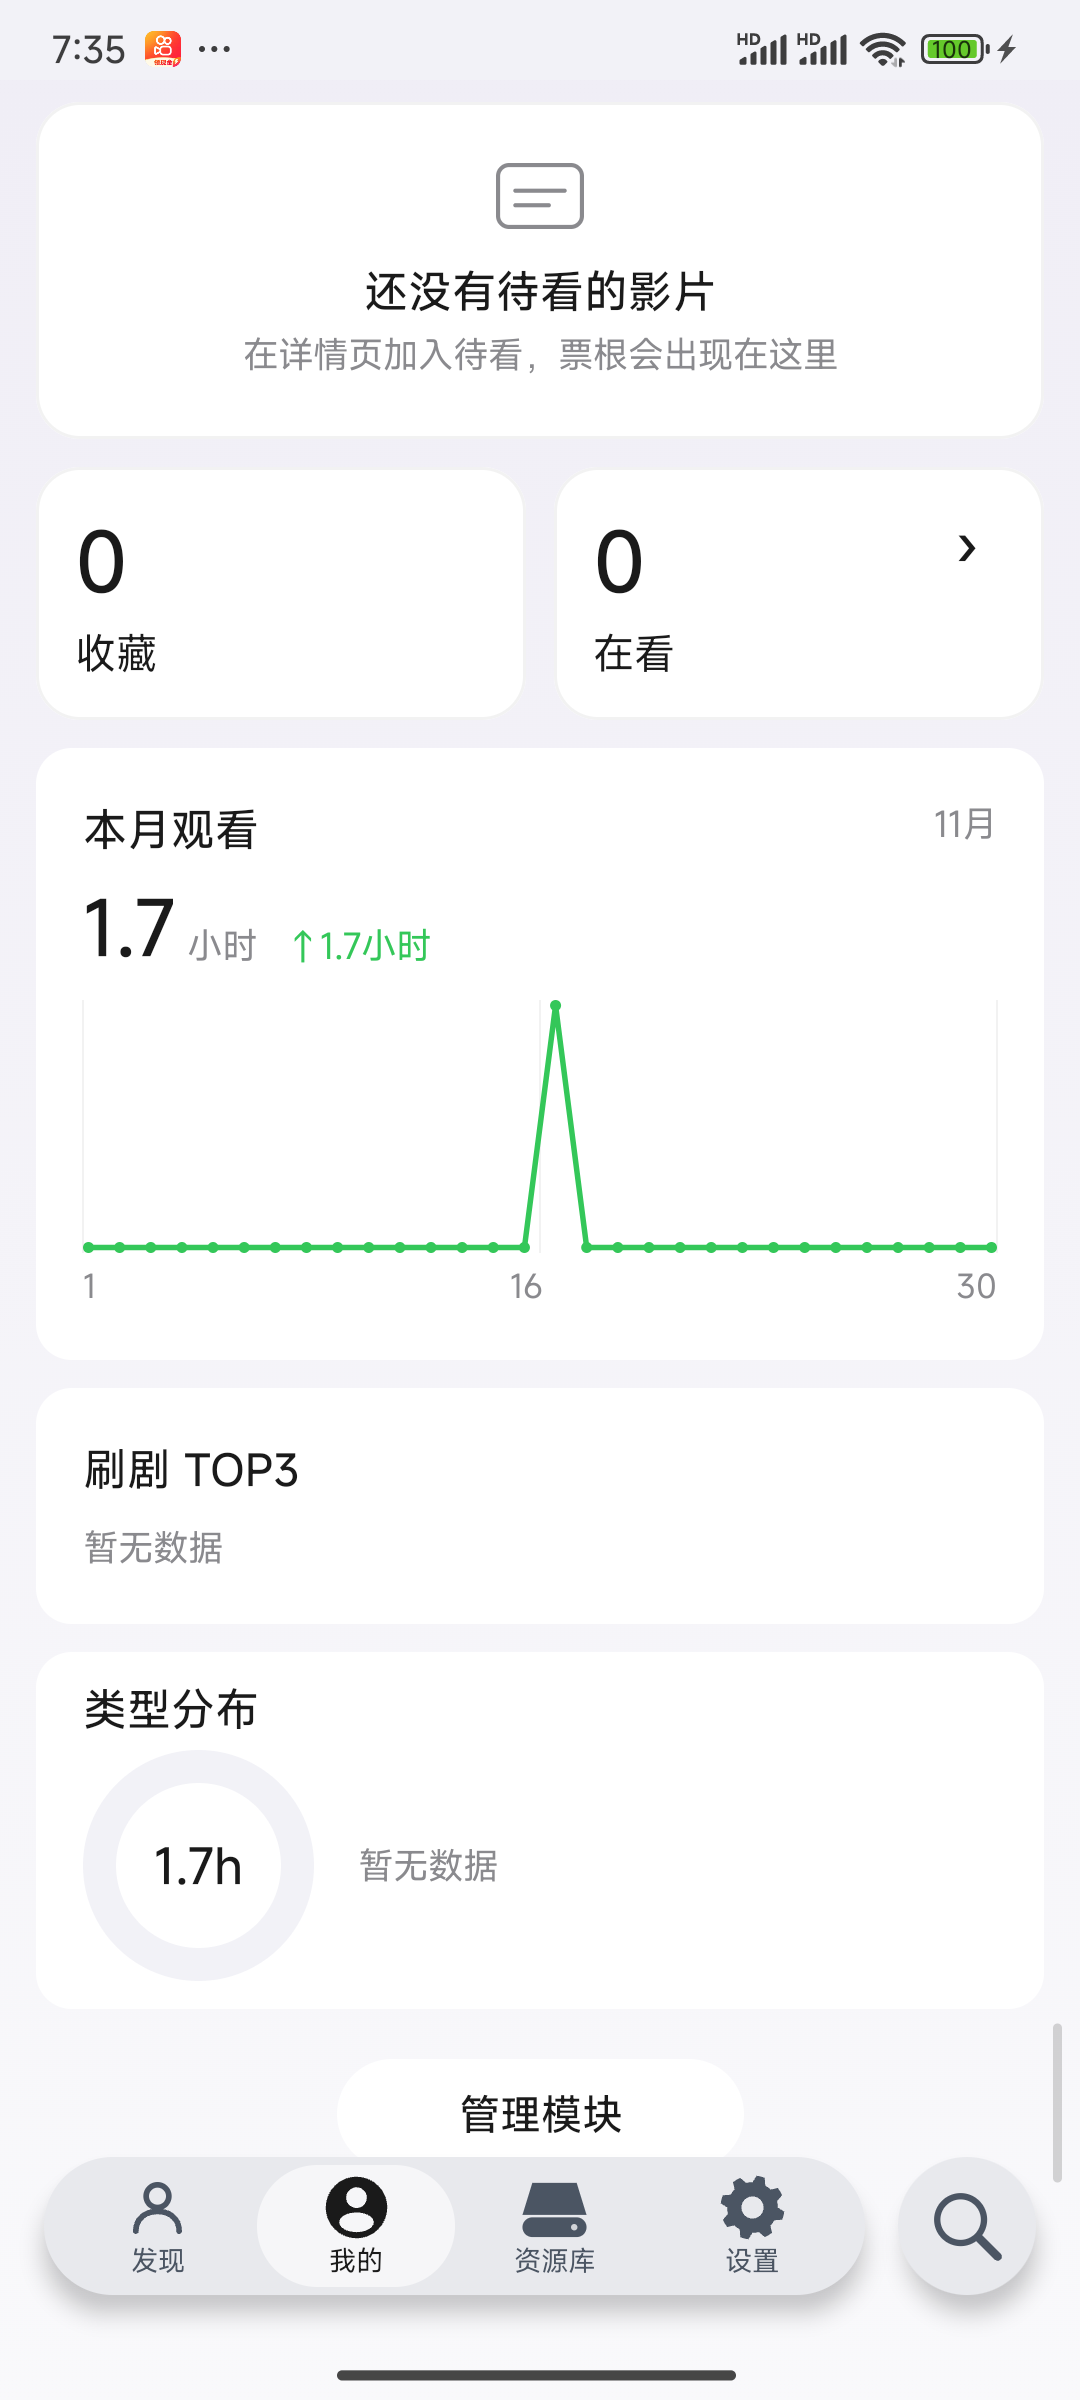 7:35
HD HD 100
还没有待看的影片
在详情页加入待看，票根会出现在这里
0
收藏
0
在看
本月观看
11月
1.7 小时 ↑1.7小时
1 16 30
刷剧 TOP3
暂无数据
类型分布
1.7h
暂无数据
管理模块
发现 我的 资源库 设置